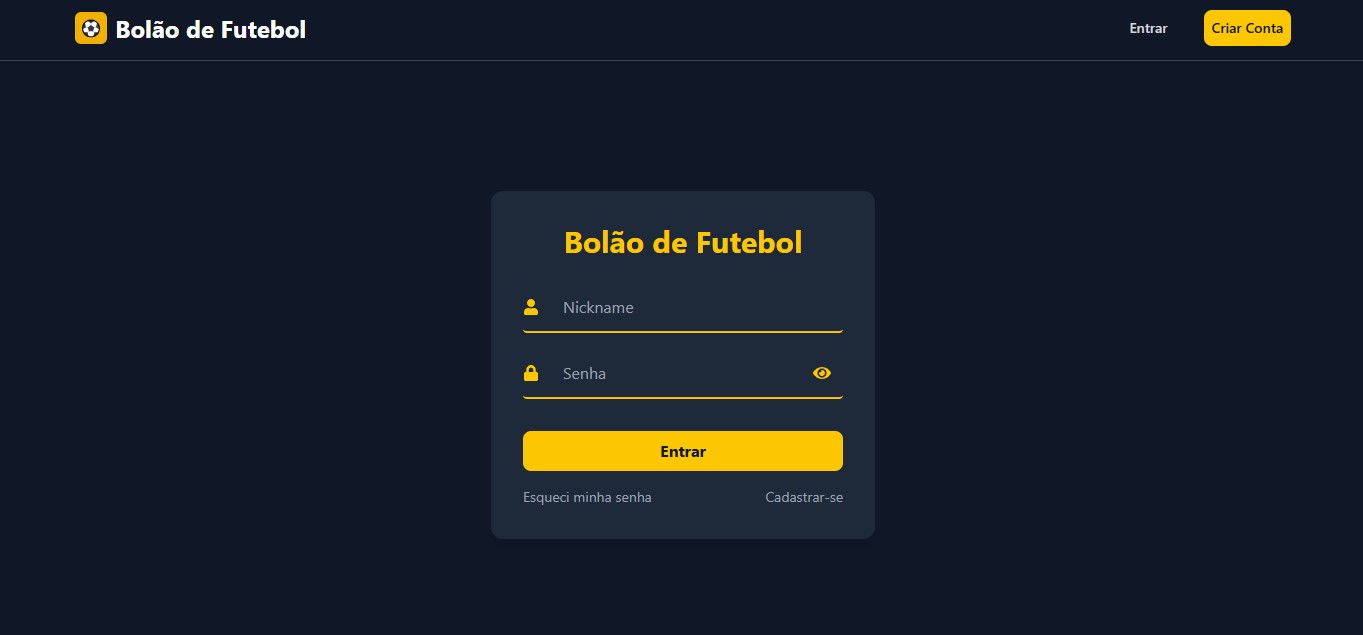 Bolão de Futebol
Entrar
Criar Conta
Bolão de Futebol
Nickname
Senha
Entrar
Esqueci minha senha
Cadastrar-se